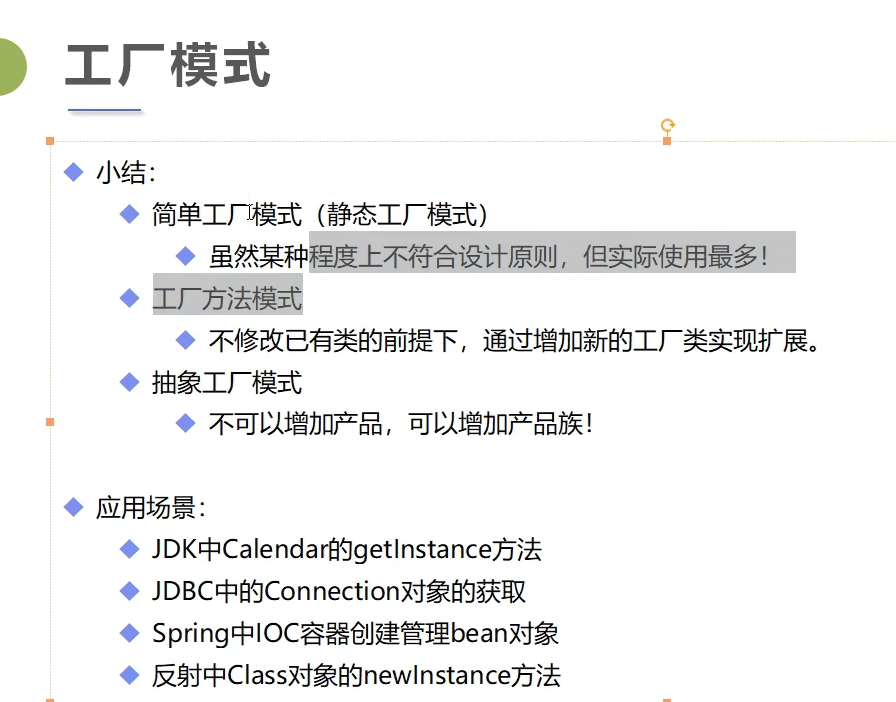 工厂模式
小结：
简单工厂模式（静态工厂模式）
虽然某种程度上不符合设计原则，但实际使用最多！
工厂方法模式
不修改已有类的前提下，通过增加新的工厂类实现扩展。
抽象工厂模式
不可以增加产品，可以增加产品族！
应用场景：
JDK中Calendar的getInstance方法
JDBC中的Connection对象的获取
Spring中IOC容器创建管理bean对象
反射中Class对象的newInstance方法